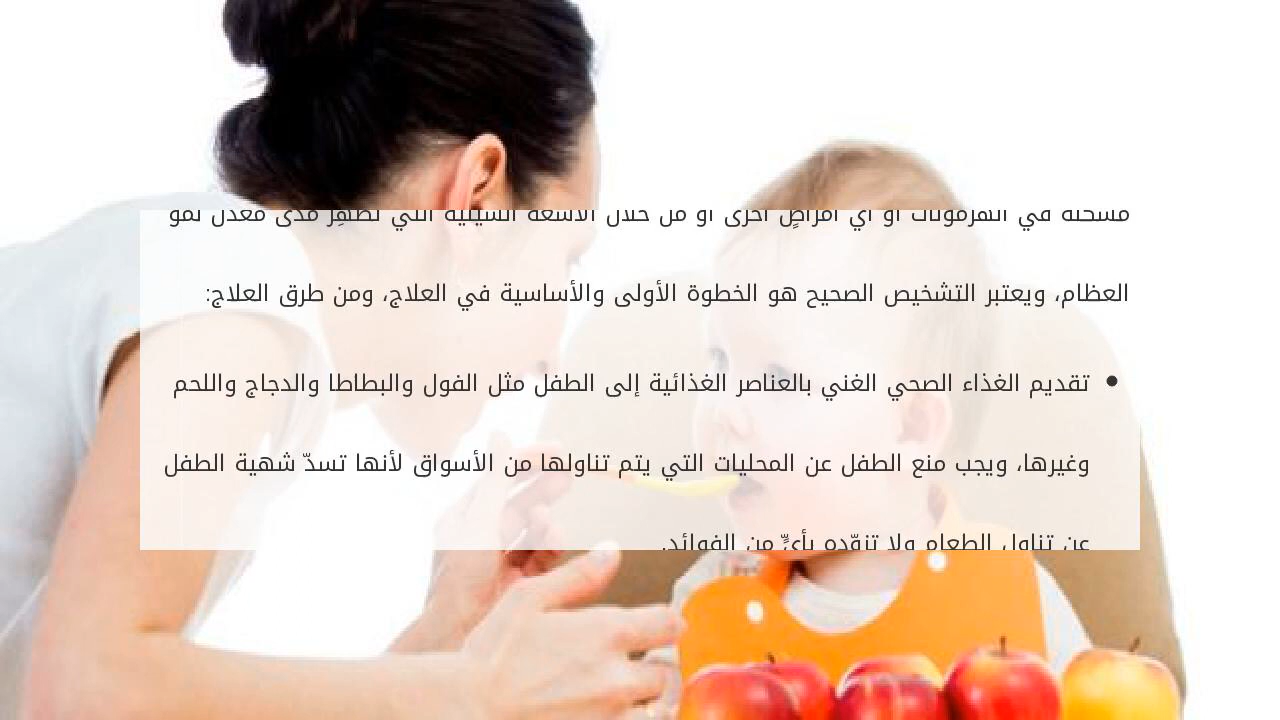 مشكلة في الهرمونات أو أي أمراضٍ أخرى أو من خلال الأشعة السينية التي تُظهِر مدى معدل نمو
العظام، ويعتبر التشخيص الصحيح هو الخطوة الأولى والأساسية في العلاج، ومن طرق العلاج:
• تقديم الغذاء الصحي الغني بالعناصر الغذائية إلى الطفل مثل الفول والبطاطا والدجاج واللحم
وغيرها، ويجب منع الطفل عن المحليات التي يتم تناولها من الأسواق لأنها تسدّ شهية الطفل
عن تناول الطعام ولا تزوّده بأيٍّ من الفوائد.